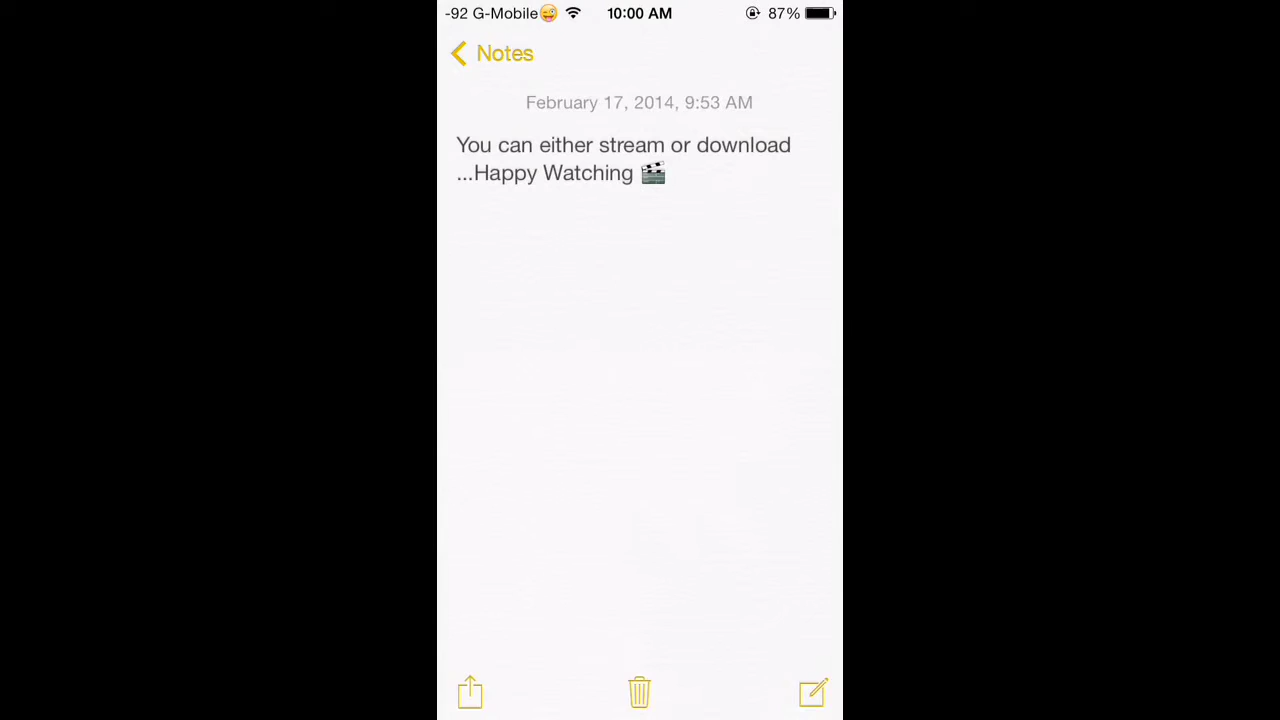 -92 G-Mobile😜 10:00 AM 87%
Notes
February 17, 2014, 9:53 AM
You can either stream or download
...Happy Watching 🎬